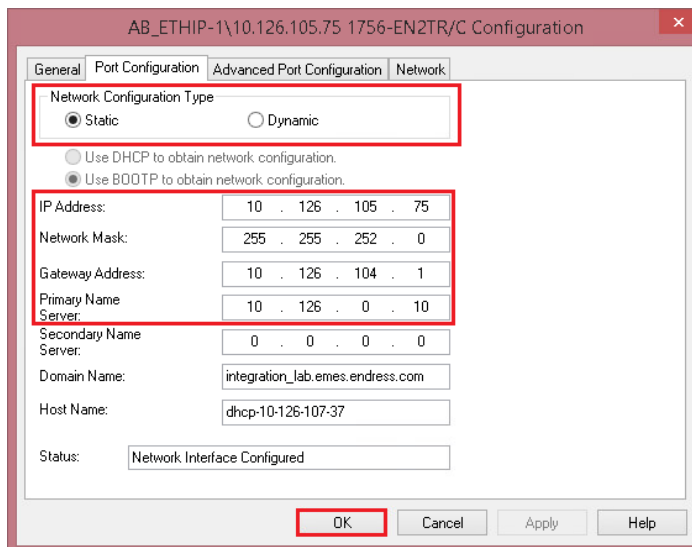 AB_ETHIP-1\10.126.105.75 1756-EN2TR/C Configuration
General Port Configuration Advanced Port Configuration Network
Network Configuration Type
Static Dynamic
Use DHCP to obtain network configuration.
Use BOOTP to obtain network configuration.
IP Address: 10 . 126 . 105 . 75
Network Mask: 255 . 255 . 252 . 0
Gateway Address: 10 . 126 . 104 . 1
Primary Name
Server: 10 . 126 . 0 . 10
Secondary Name
Server: 0 . 0 . 0 . 0
Domain Name: integration_lab.emes.endress.com
Host Name: dhcp-10-126-107-37
Status: Network Interface Configured
OK Cancel Apply Help